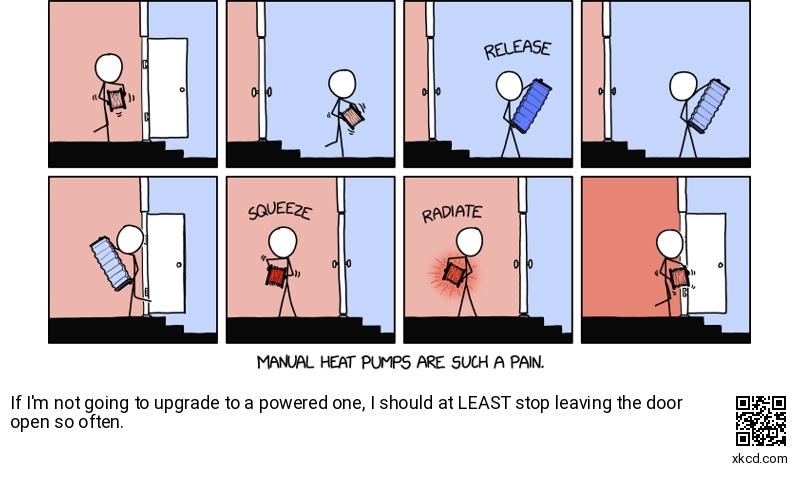 RELEASE
SQUEEZE
RADIATE
MANUAL HEAT PUMPS ARE SUCH A PAIN.
If I'm not going to upgrade to a powered one, I should at LEAST stop leaving the door
open so often.
xkcd.com